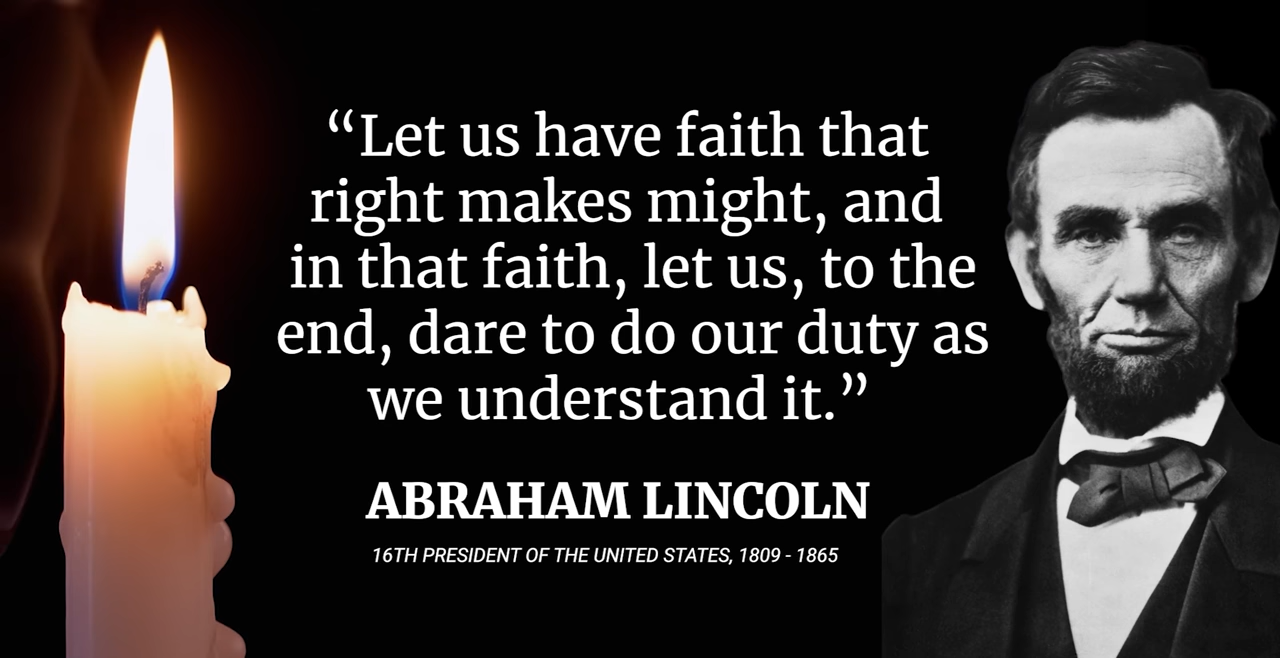 “Let us have faith that
right makes might, and
in that faith, let us, to the
end, dare to do our duty as
we understand it.”
ABRAHAM LINCOLN
16TH PRESIDENT OF THE UNITED STATES, 1809 - 1865